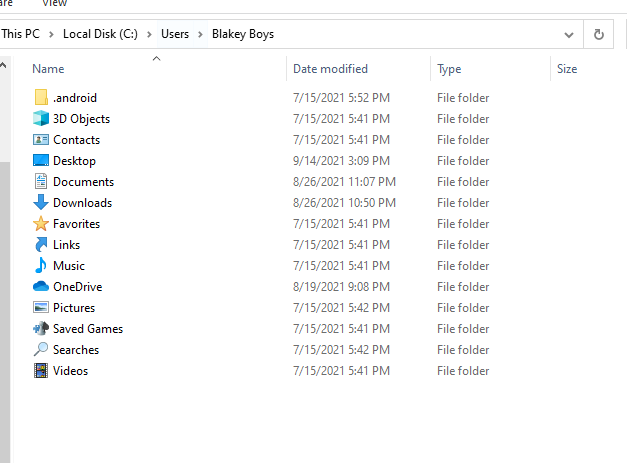 View
This PC > Local Disk (C:) > Users > Blakey Boys
Name Date modified Type Size
.android 7/15/2021 5:52 PM File folder
3D Objects 7/15/2021 5:41 PM File folder
Contacts 7/15/2021 5:41 PM File folder
Desktop 9/14/2021 3:09 PM File folder
Documents 8/26/2021 11:07 PM File folder
Downloads 8/26/2021 10:50 PM File folder
Favorites 7/15/2021 5:41 PM File folder
Links 7/15/2021 5:41 PM File folder
Music 7/15/2021 5:41 PM File folder
OneDrive 8/19/2021 9:08 PM File folder
Pictures 7/15/2021 5:42 PM File folder
Saved Games 7/15/2021 5:41 PM File folder
Searches 7/15/2021 5:42 PM File folder
Videos 7/15/2021 5:41 PM File folder